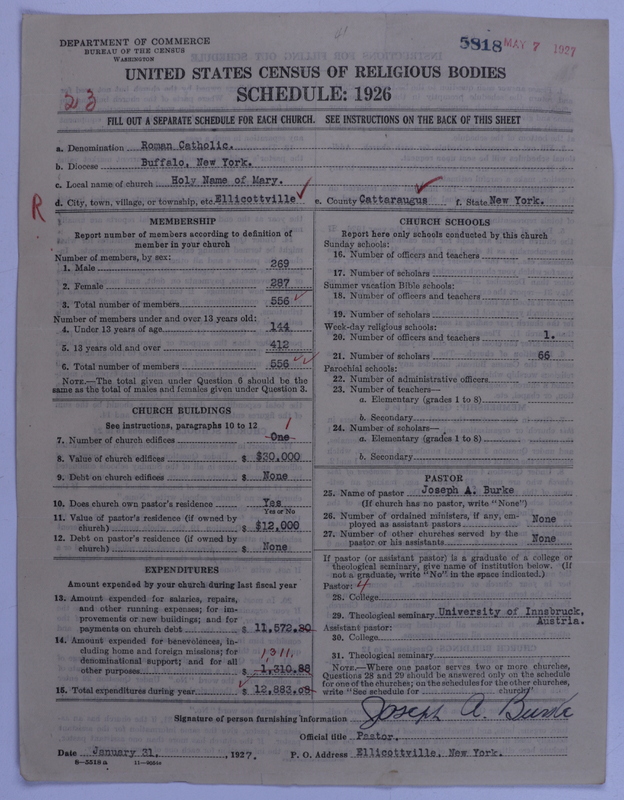 DEPARTMENT OF COMMERCE
BUREAU OF THE CENSUS
WASHINGTON
5818 MAY 7 1927
UNITED STATES CENSUS OF RELIGIOUS BODIES
SCHEDULE: 1926
23
FILL OUT A SEPARATE SCHEDULE FOR EACH CHURCH. SEE INSTRUCTIONS ON THE BACK OF THIS SHEET
a. Denomination Roman Catholic.
b. Diocese Buffalo, New York.
c. Local name of church Holy Name of Mary.
R
d. City, town, village, or township, etc. Ellicottville e. County Cattaraugus f. State New York.
MEMBERSHIP
Report number of members according to definition of
member in your church
Number of members, by sex:
1. Male 269
2. Female 287
3. Total number of members 556
Number of members under and over 13 years old:
4. Under 13 years of age 144
5. 13 years old and over 412
6. Total number of members 556
NOTE.—The total given under Question 6 should be the
same as the total of males and females given under Question 3.
CHURCH BUILDINGS
See instructions, paragraphs 10 to 12
1
7. Number of church edifices One
8. Value of church edifices $ $30,000
9. Debt on church edifices $ None
10. Does church own pastor's residence Yes
Yes or No
11. Value of pastor's residence (if owned by
church) $ $12,000
12. Debt on pastor's residence (if owned by
church) $ None
EXPENDITURES
Amount expended by your church during last fiscal year
13. Amount expended for salaries, repairs,
and other running expenses; for im-
provements or new buildings; and for
payments on church debt $ 11,572.20
14. Amount expended for benevolences, in-
cluding home and foreign missions; for
denominational support; and for all
1311
other purposes $ 1,310.88
15. Total expenditures during year $ 12,883.08
CHURCH SCHOOLS
Report here only schools conducted by this church
Sunday schools:
16. Number of officers and teachers
17. Number of scholars
Summer vacation Bible schools:
18. Number of officers and teachers
19. Number of scholars
Week-day religious schools:
20. Number of officers and teachers 1.
21. Number of scholars 66
Parochial schools:
22. Number of administrative officers
23. Number of teachers—
a. Elementary (grades 1 to 8)
b. Secondary
24. Number of scholars—
a. Elementary (grades 1 to 8)
b. Secondary
PASTOR
25. Name of pastor Joseph A. Burke
(If church has no pastor, write "None")
26. Number of ordained ministers, if any, em-
ployed as assistant pastors None
27. Number of other churches served by the
pastor or his assistants None
If pastor (or assistant pastor) is a graduate of a college or
theological seminary, give name of institution below. (If
not a graduate, write "No" in the space indicated.)
Pastor: 4
28. College
29. Theological seminary University of Innsbruck,
Austria.
Assistant pastor:
30. College
31. Theological seminary
NOTE.—Where one pastor serves two or more churches,
Questions 28 and 29 should be answered only on the schedule
for one of the churches; on the schedules for the other churches,
write "See schedule for church"
Signature of person furnishing information Joseph A. Burke
Official title Pastor.
Date January 31. , 1927. P. O. Address Ellicottville, New York.
8—5518a